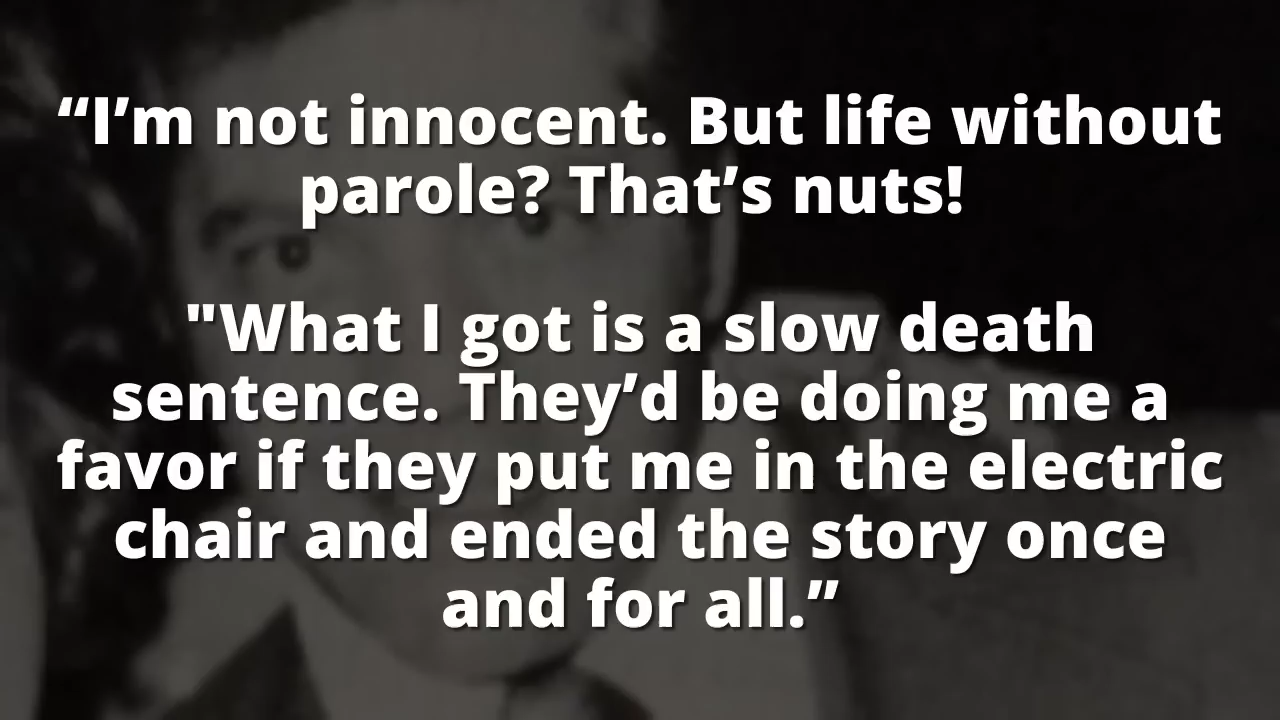 “I’m not innocent. But life without
parole? That’s nuts!
"What I got is a slow death
sentence. They’d be doing me a
favor if they put me in the electric
chair and ended the story once
and for all.”